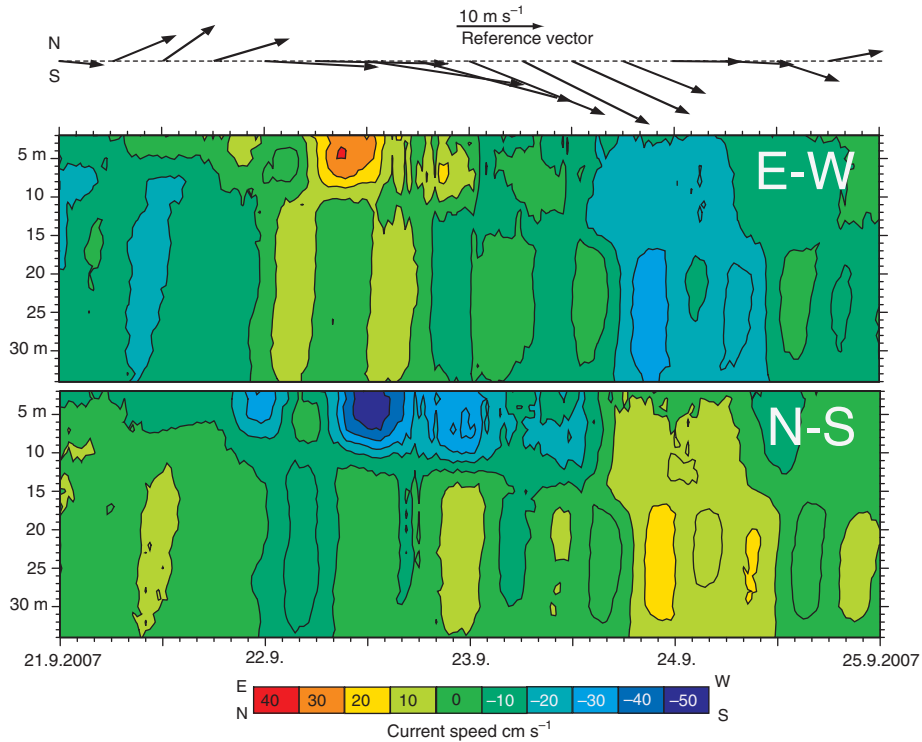 10 m s⁻¹
N
Reference vector
S
E-W
5 m
10
15
20
25
30 m
N-S
5 m
10
15
20
25
30 m
21.9.2007 22.9. 23.9. 24.9. 25.9.2007
E W
40 30 20 10 0 –10 –20 –30 –40 –50
N S
Current speed cm s⁻¹